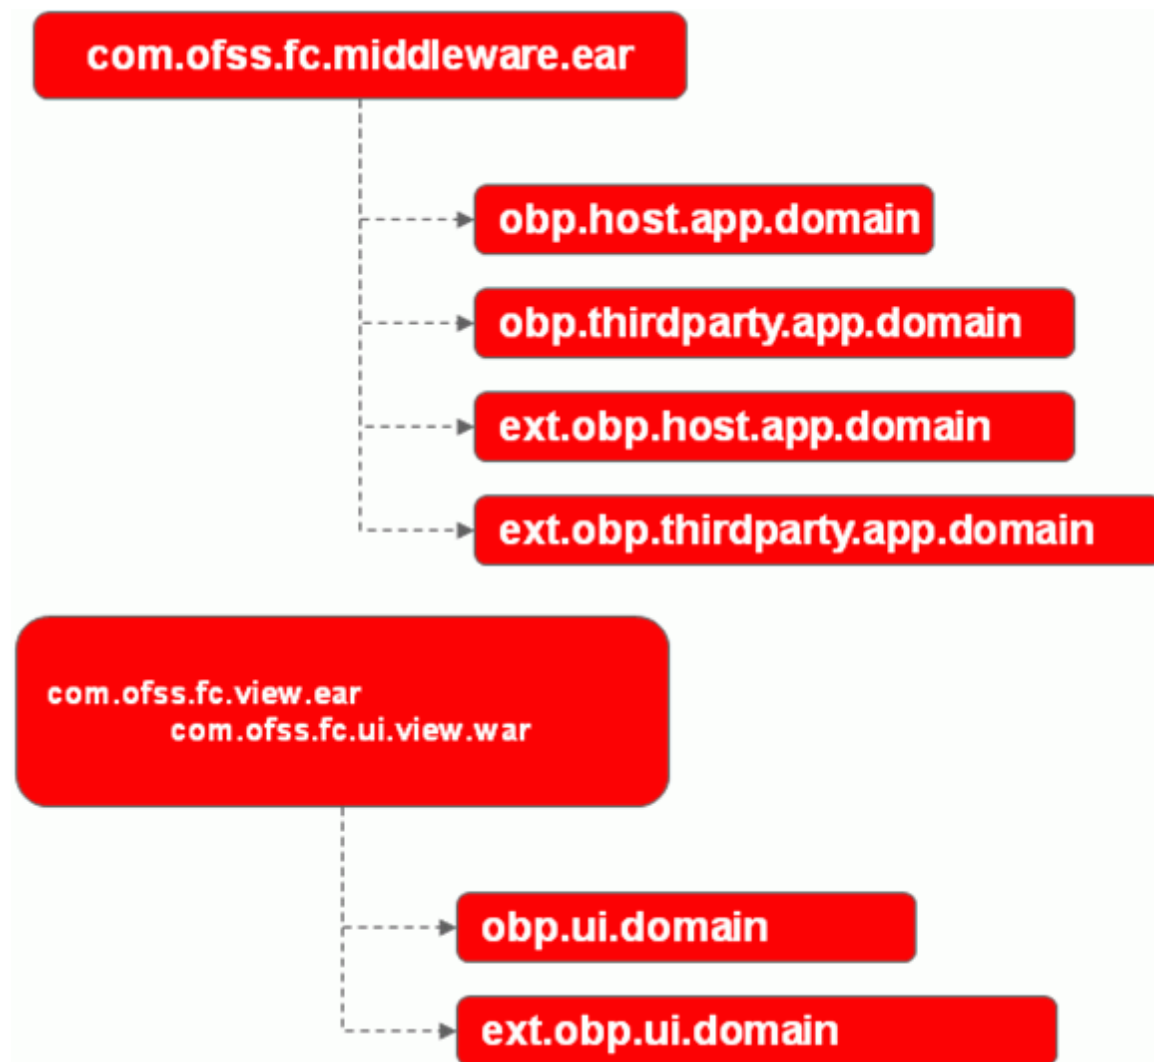 com.ofss.fc.middleware.ear
obp.host.app.domain
obp.thirdparty.app.domain
ext.obp.host.app.domain
ext.obp.thirdparty.app.domain
com.ofss.fc.view.ear
com.ofss.fc.ui.view.war
obp.ui.domain
ext.obp.ui.domain